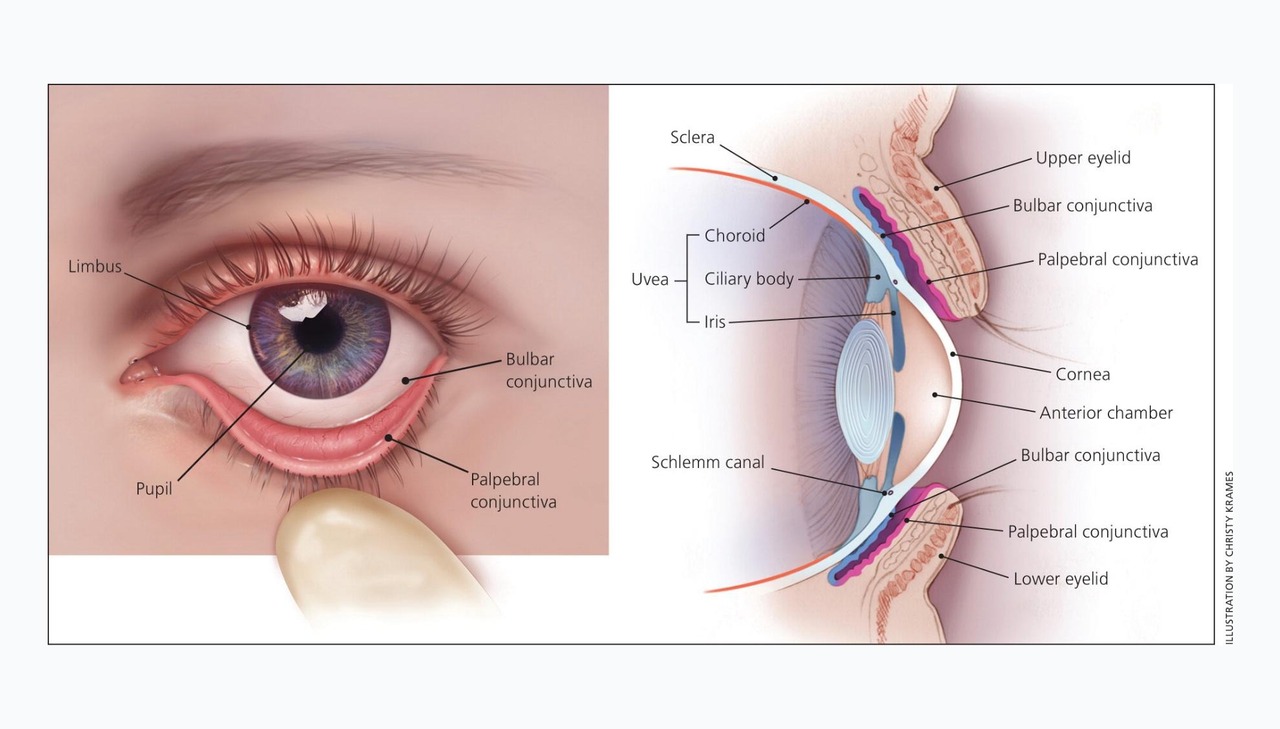 Limbus
Bulbar
conjunctiva
Pupil
Palpebral
conjunctiva
Sclera
Choroid
Uvea
Ciliary body
Iris
Schlemm canal
Upper eyelid
Bulbar conjunctiva
Palpebral conjunctiva
Cornea
Anterior chamber
Bulbar conjunctiva
Palpebral conjunctiva
Lower eyelid
ILLUSTRATION BY CHRISTY KRAMES